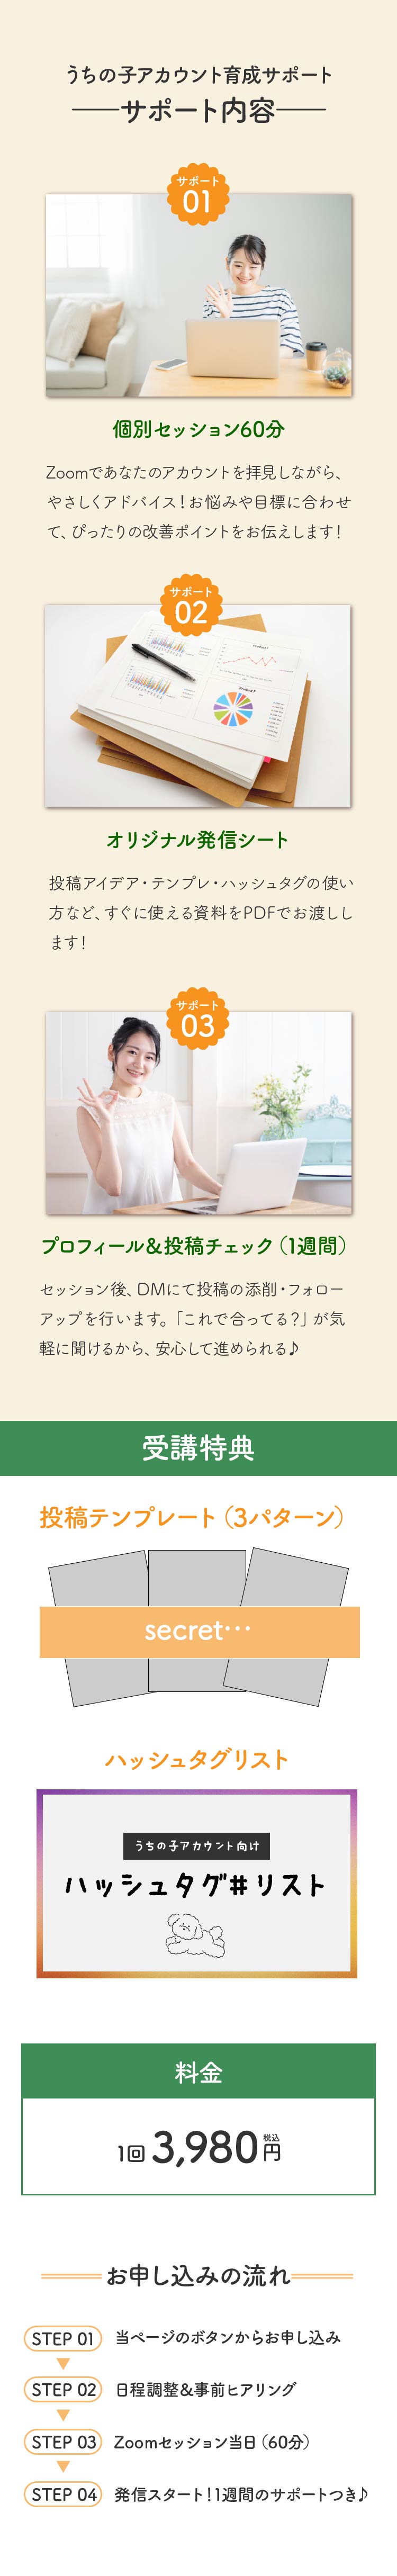 うちの子アカウント育成サポート
サポート内容
サポート
01
個別セッション60分
Zoomであなたのアカウントを拝見しながら、
やさしくアドバイス！お悩みや目標に合わせ
て、ぴったりの改善ポイントをお伝えします！
サポート
02
オリジナル発信シート
投稿アイデア・テンプレ・ハッシュタグの使い
方など、すぐに使える資料をPDFでお渡しし
ます！
サポート
03
プロフィール＆投稿チェック（1週間）
セッション後、DMにて投稿の添削・フォロー
アップを行います。「これで合ってる？」が気
軽に聞けるから、安心して進められる♪
受講特典
投稿テンプレート（3パターン）
secret…
ハッシュタグリスト
うちの子アカウント向け
ハッシュタグ#リスト
料金
1回 3,980円 税込
お申し込みの流れ
STEP 01 当ページのボタンからお申し込み
STEP 02 日程調整＆事前ヒアリング
STEP 03 Zoomセッション当日（60分）
STEP 04 発信スタート！1週間のサポートつき♪